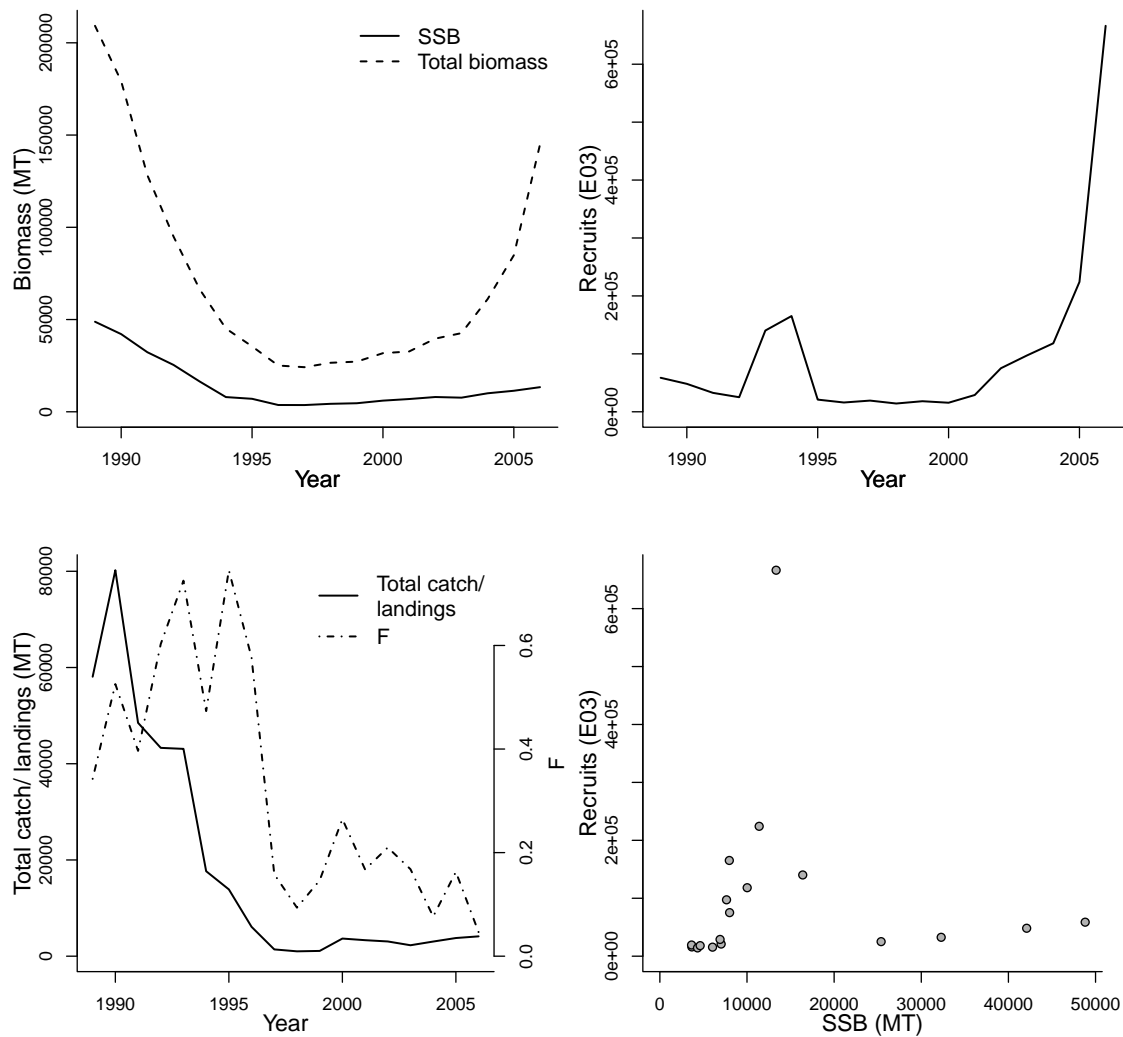 SSB
Total biomass
Biomass (MT)
0
50000
100000
150000
200000
1990
1995
2000
2005
Year
Recruits (E03)
0e+00
2e+05
4e+05
6e+05
1990
1995
2000
2005
Year
Total catch/
landings
F
Total catch/ landings (MT)
0
20000
40000
60000
80000
F
0.0
0.2
0.4
0.6
1990
1995
2000
2005
Year
Recruits (E03)
0e+00
2e+05
4e+05
6e+05
0
10000
20000
30000
40000
50000
SSB (MT)